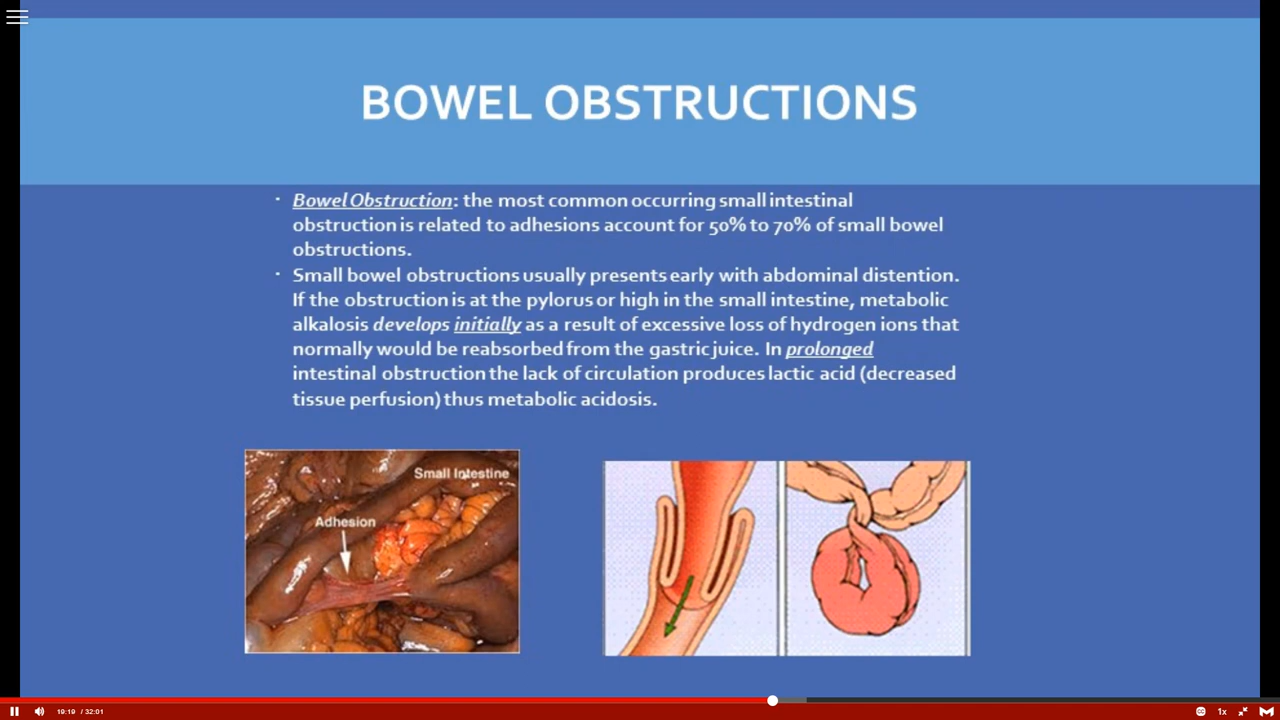 BOWEL OBSTRUCTIONS
· Bowel Obstruction: the most common occurring small intestinal
obstruction is related to adhesions account for 50% to 70% of small bowel
obstructions.
· Small bowel obstructions usually presents early with abdominal distention.
If the obstruction is at the pylorus or high in the small intestine, metabolic
alkalosis develops initially as a result of excessive loss of hydrogen ions that
normally would be reabsorbed from the gastric juice. In prolonged
intestinal obstruction the lack of circulation produces lactic acid (decreased
tissue perfusion) thus metabolic acidosis.
Small Intestine
Adhesion
19:19 / 32:01
1x